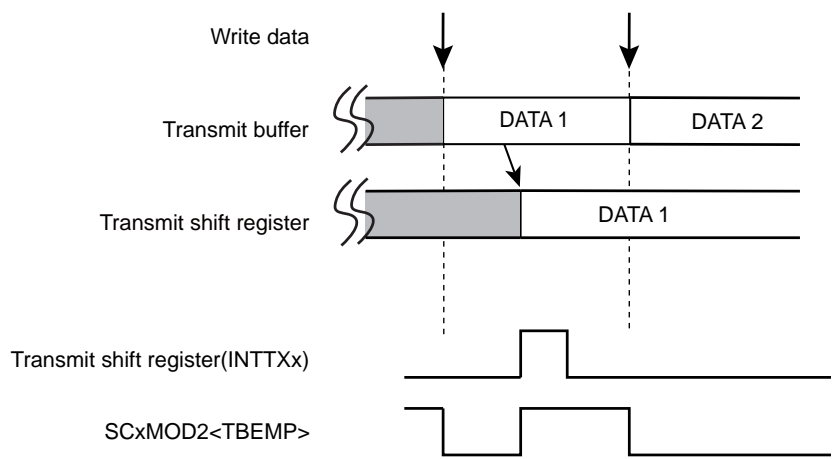 Write data
Transmit buffer
DATA 1
DATA 2
Transmit shift register
DATA 1
Transmit shift register(INTTXx)
SCxMOD2<TBEMP>